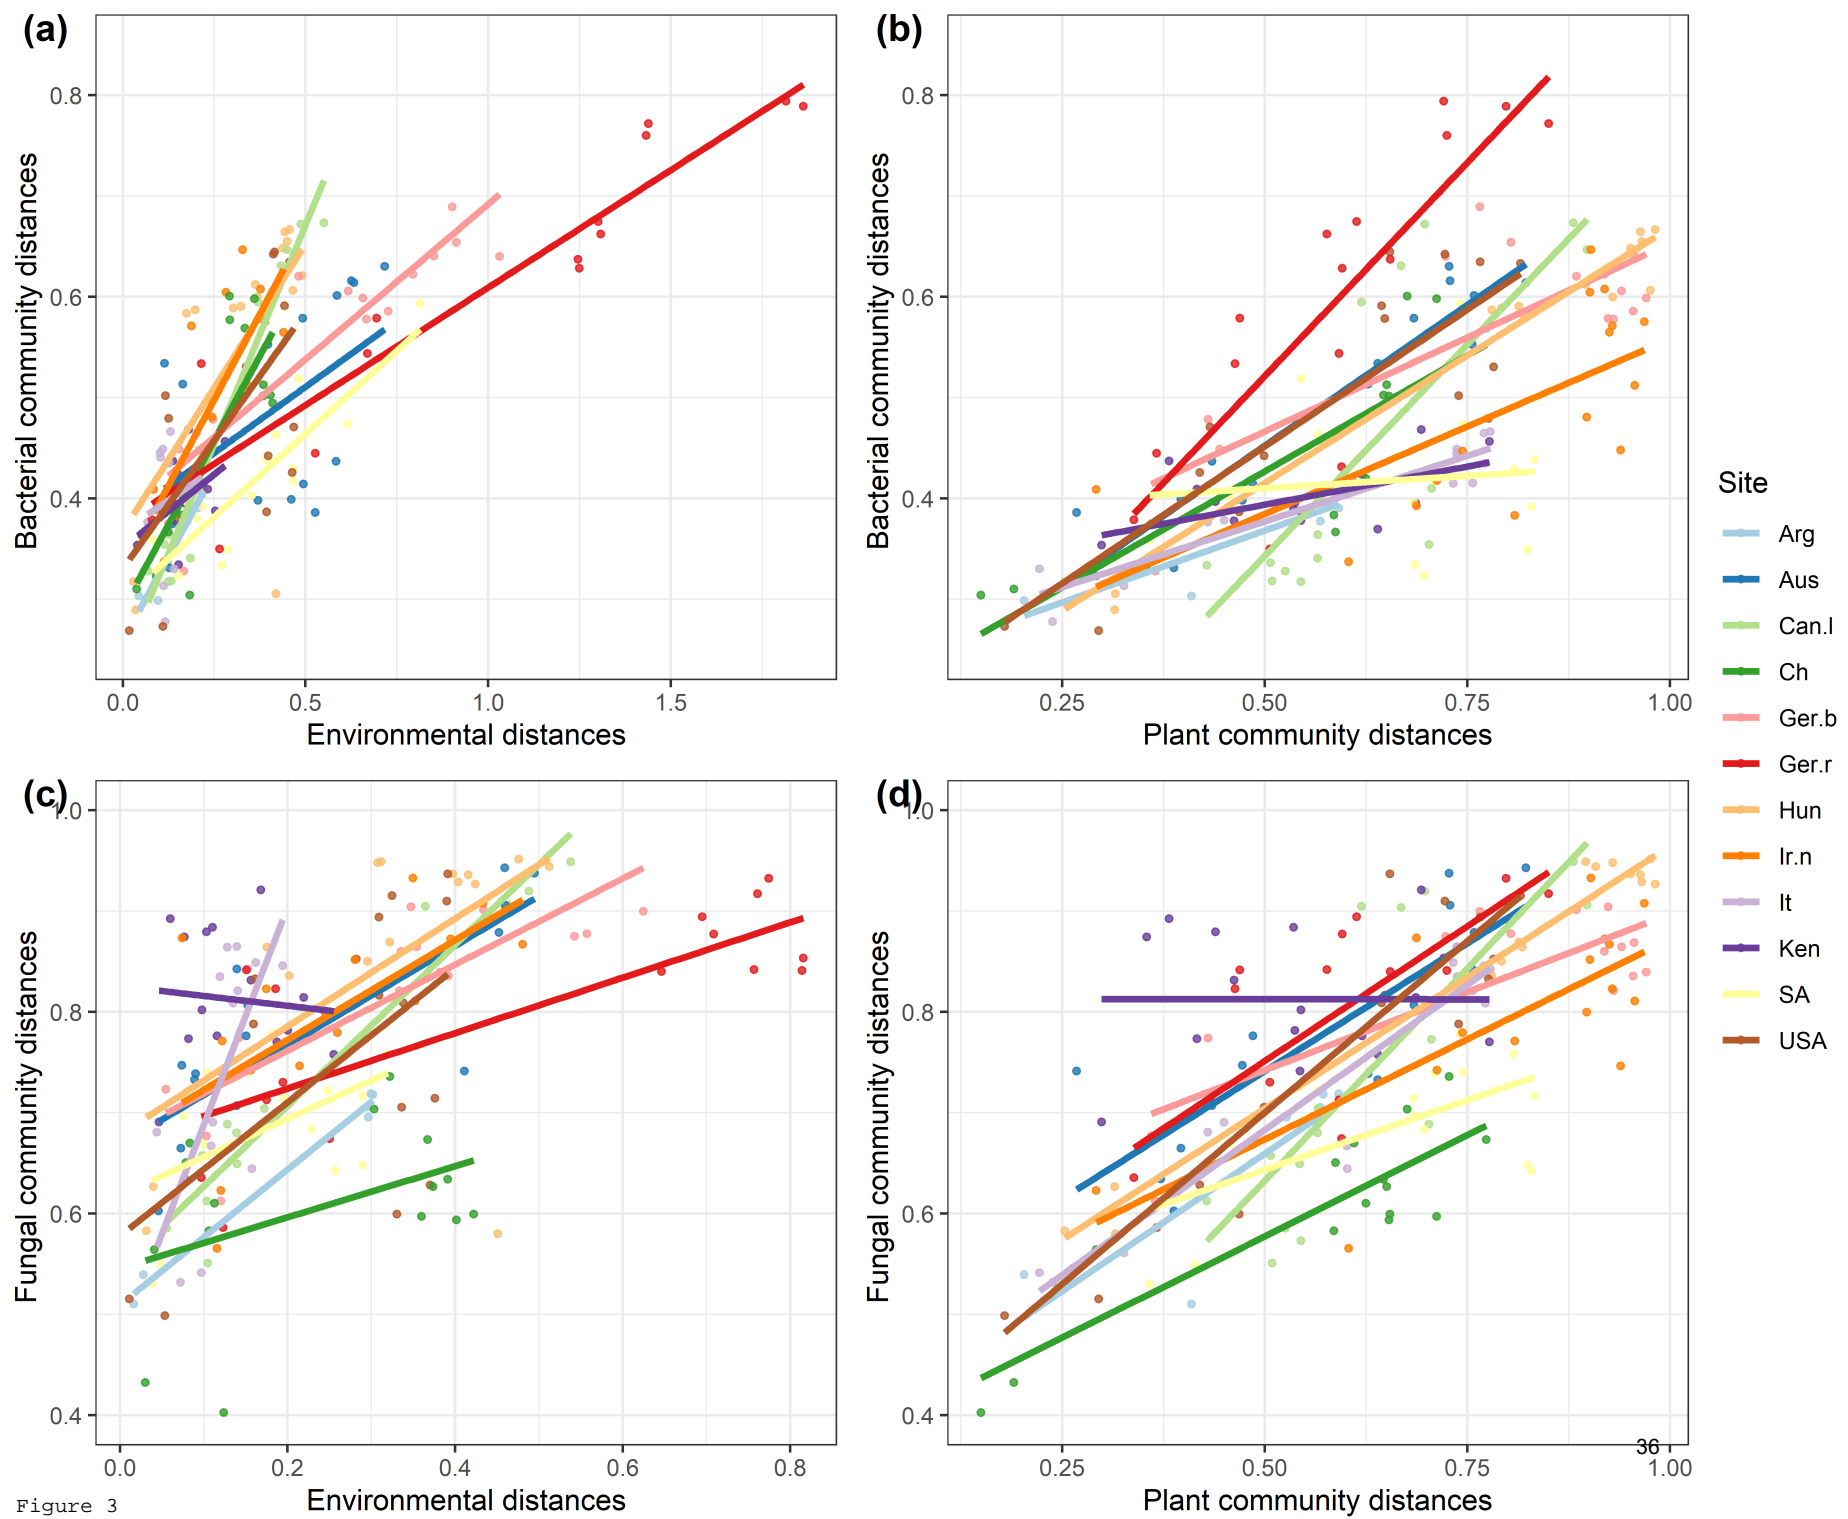 (a)
Bacterial community distances
0.8
0.6
0.4
0.0 0.5 1.0 1.5
Environmental distances
(b)
Bacterial community distances
0.8
0.6
0.4
0.25 0.50 0.75 1.00
Plant community distances
(c)
Fungal community distances
1.0
0.8
0.6
0.4
0.0 0.2 0.4 0.6 0.8
Environmental distances
(d)
Fungal community distances
1.0
0.8
0.6
0.4
0.25 0.50 0.75 1.00
Plant community distances
Site
Arg
Aus
Can.l
Ch
Ger.b
Ger.r
Hun
Ir.n
It
Ken
SA
USA
36
Figure 3